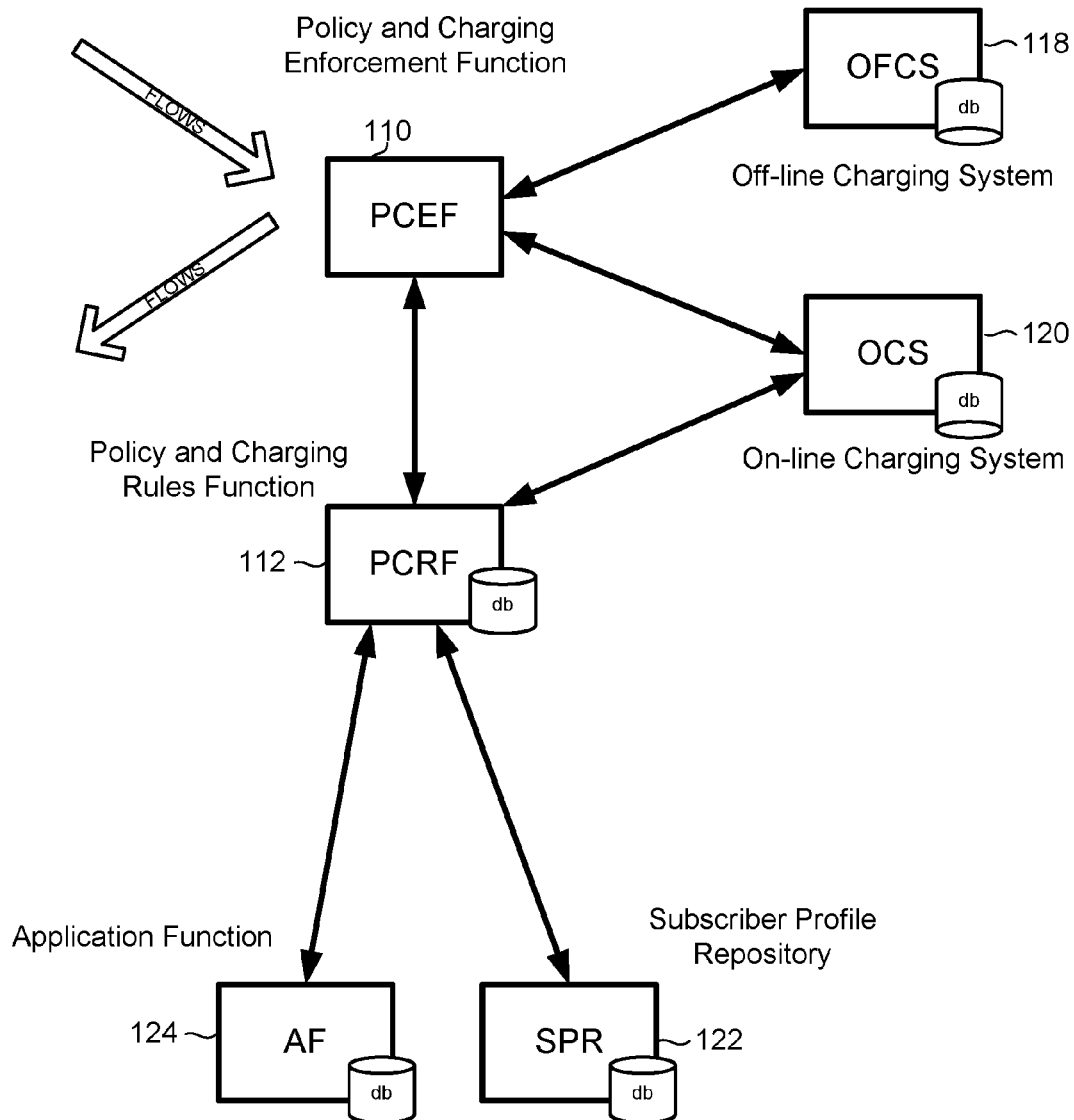 Policy and Charging
Enforcement Function
118
OFCS
db
FLOWS
110
Off-line Charging System
PCEF
FLOWS
120
OCS
db
Policy and Charging
Rules Function
On-line Charging System
112
PCRF
db
Application Function
Subscriber Profile
Repository
124
AF
db
SPR
122
db